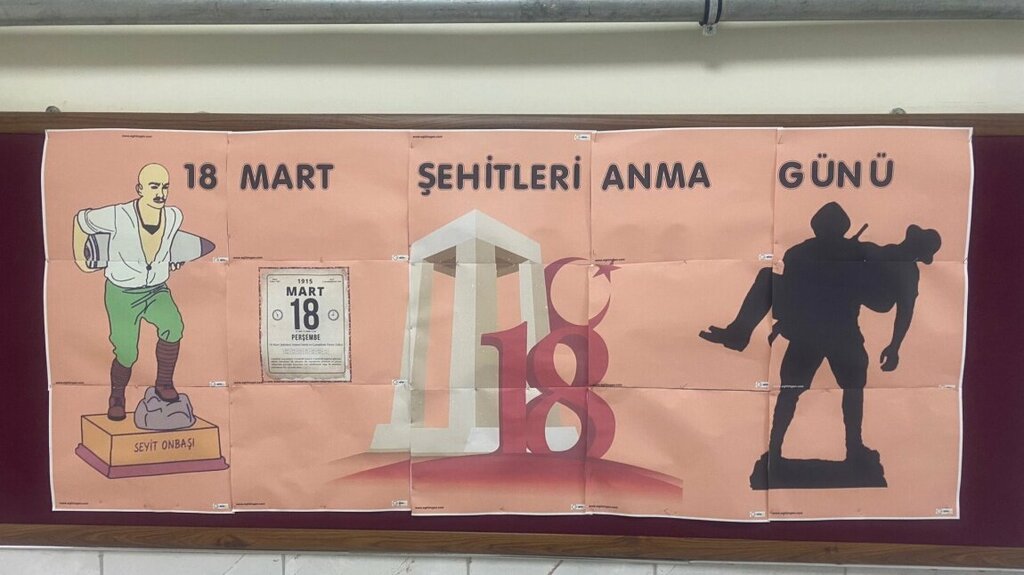 18 MART ŞEHİTLERİ ANMA GÜNÜ
1915
MART
18
PERŞEMBE
SEYİT ONBAŞI
18